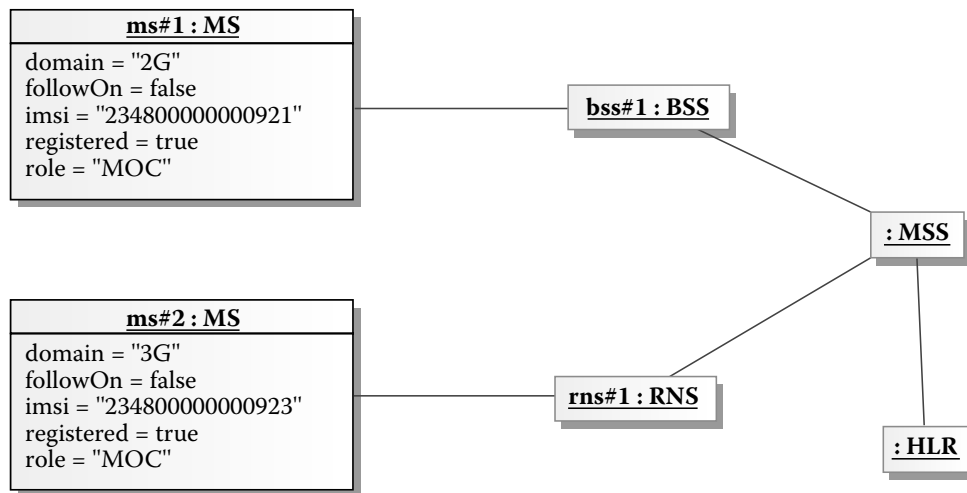 ms#1 : MS
domain = "2G"
followOn = false
imsi = "234800000000921"
registered = true
role = "MOC"
bss#1 : BSS
: MSS
ms#2 : MS
domain = "3G"
followOn = false
imsi = "234800000000923"
registered = true
role = "MOC"
rns#1 : RNS
: HLR